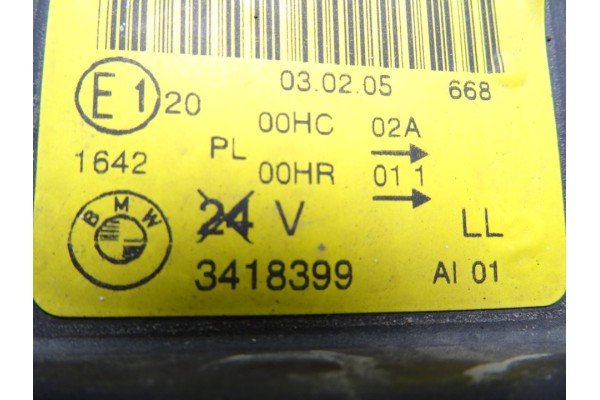 03.02.05 668
E1 20
00HC 02A
1642 PL
00HR 01 1
BMW
24 V LL
3418399 AI 01